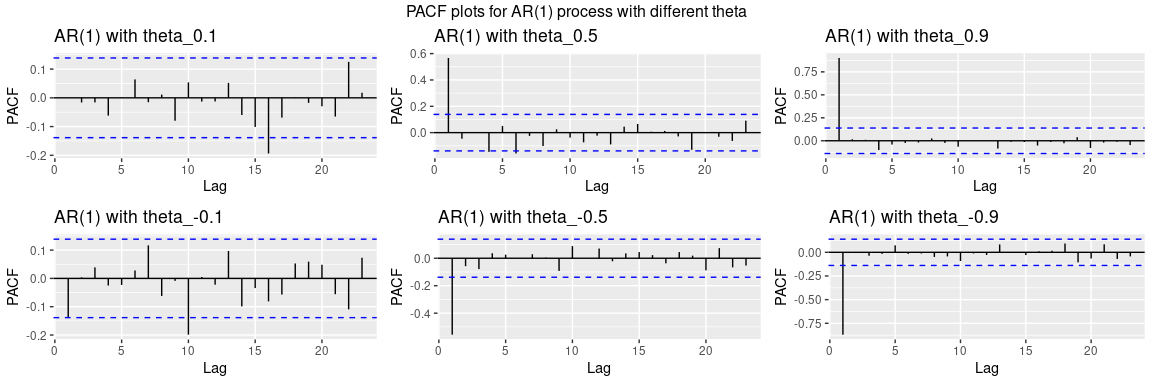 PACF plots for AR(1) process with different theta
AR(1) with theta_0.1
PACF
0.1
0.0
-0.1
-0.2
0 5 10 15 20
Lag
AR(1) with theta_0.5
PACF
0.6
0.4
0.2
0.0
0 5 10 15 20
Lag
AR(1) with theta_0.9
PACF
0.75
0.50
0.25
0.00
0 5 10 15 20
Lag
AR(1) with theta_-0.1
PACF
0.1
0.0
-0.1
-0.2
0 5 10 15 20
Lag
AR(1) with theta_-0.5
PACF
0.0
-0.2
-0.4
0 5 10 15 20
Lag
AR(1) with theta_-0.9
PACF
0.00
-0.25
-0.50
-0.75
0 5 10 15 20
Lag